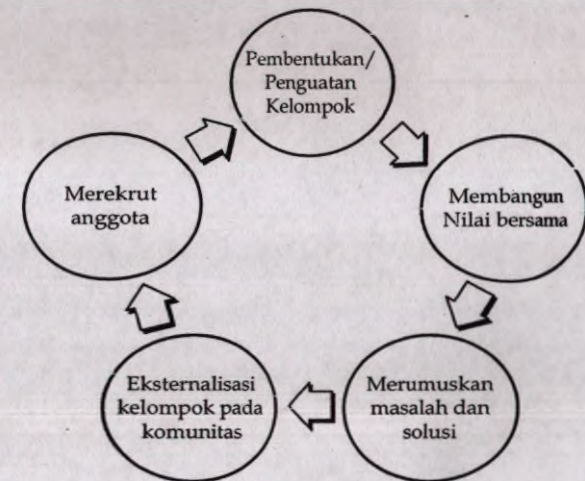 Pembentukan/
Penguatan
Kelompok
Membangun
Nilai bersama
Merumuskan
masalah dan
solusi
Eksternalisasi
kelompok pada
komunitas
Merekrut
anggota